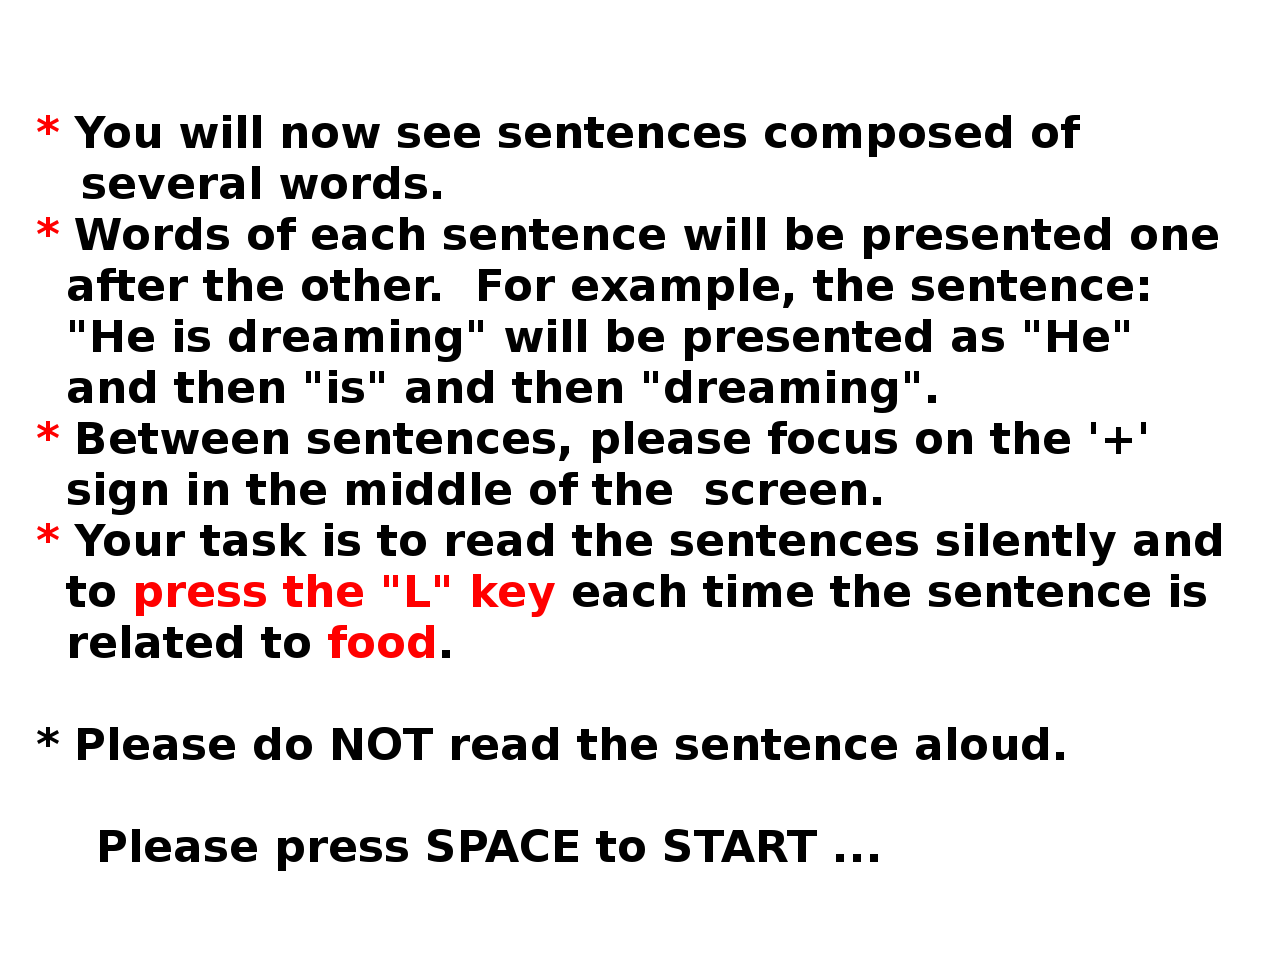 * You will now see sentences composed of
several words.
* Words of each sentence will be presented one
after the other.  For example, the sentence:
"He is dreaming" will be presented as "He"
and then "is" and then "dreaming".
* Between sentences, please focus on the '+'
sign in the middle of the  screen.
* Your task is to read the sentences silently and
to press the "L" key each time the sentence is
related to food.
* Please do NOT read the sentence aloud.
Please press SPACE to START ...